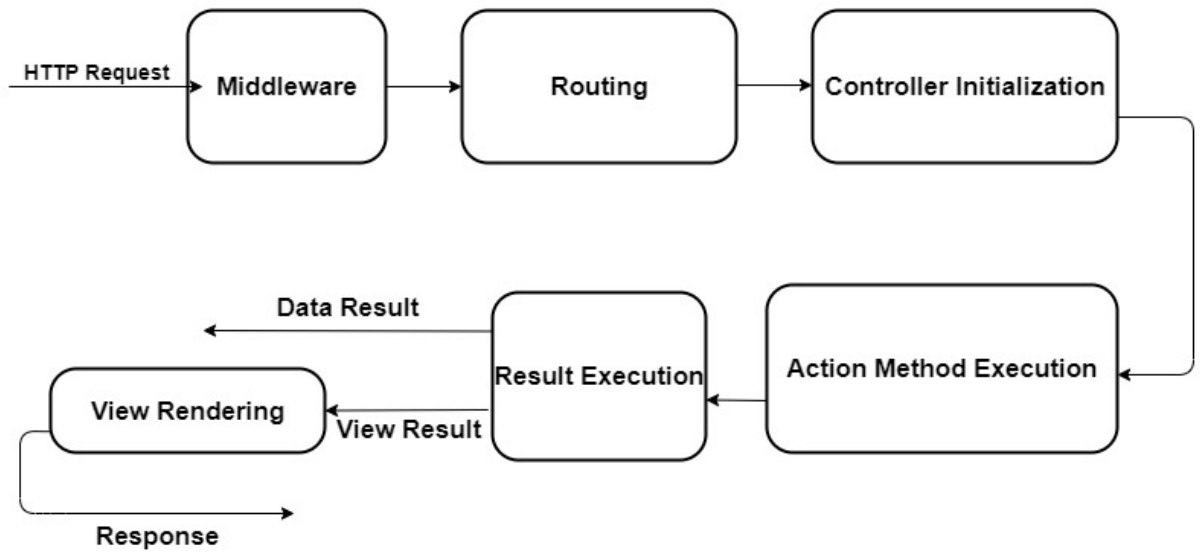 HTTP Request
Middleware
Routing
Controller Initialization
Data Result
Result Execution
Action Method Execution
View Rendering
View Result
Response